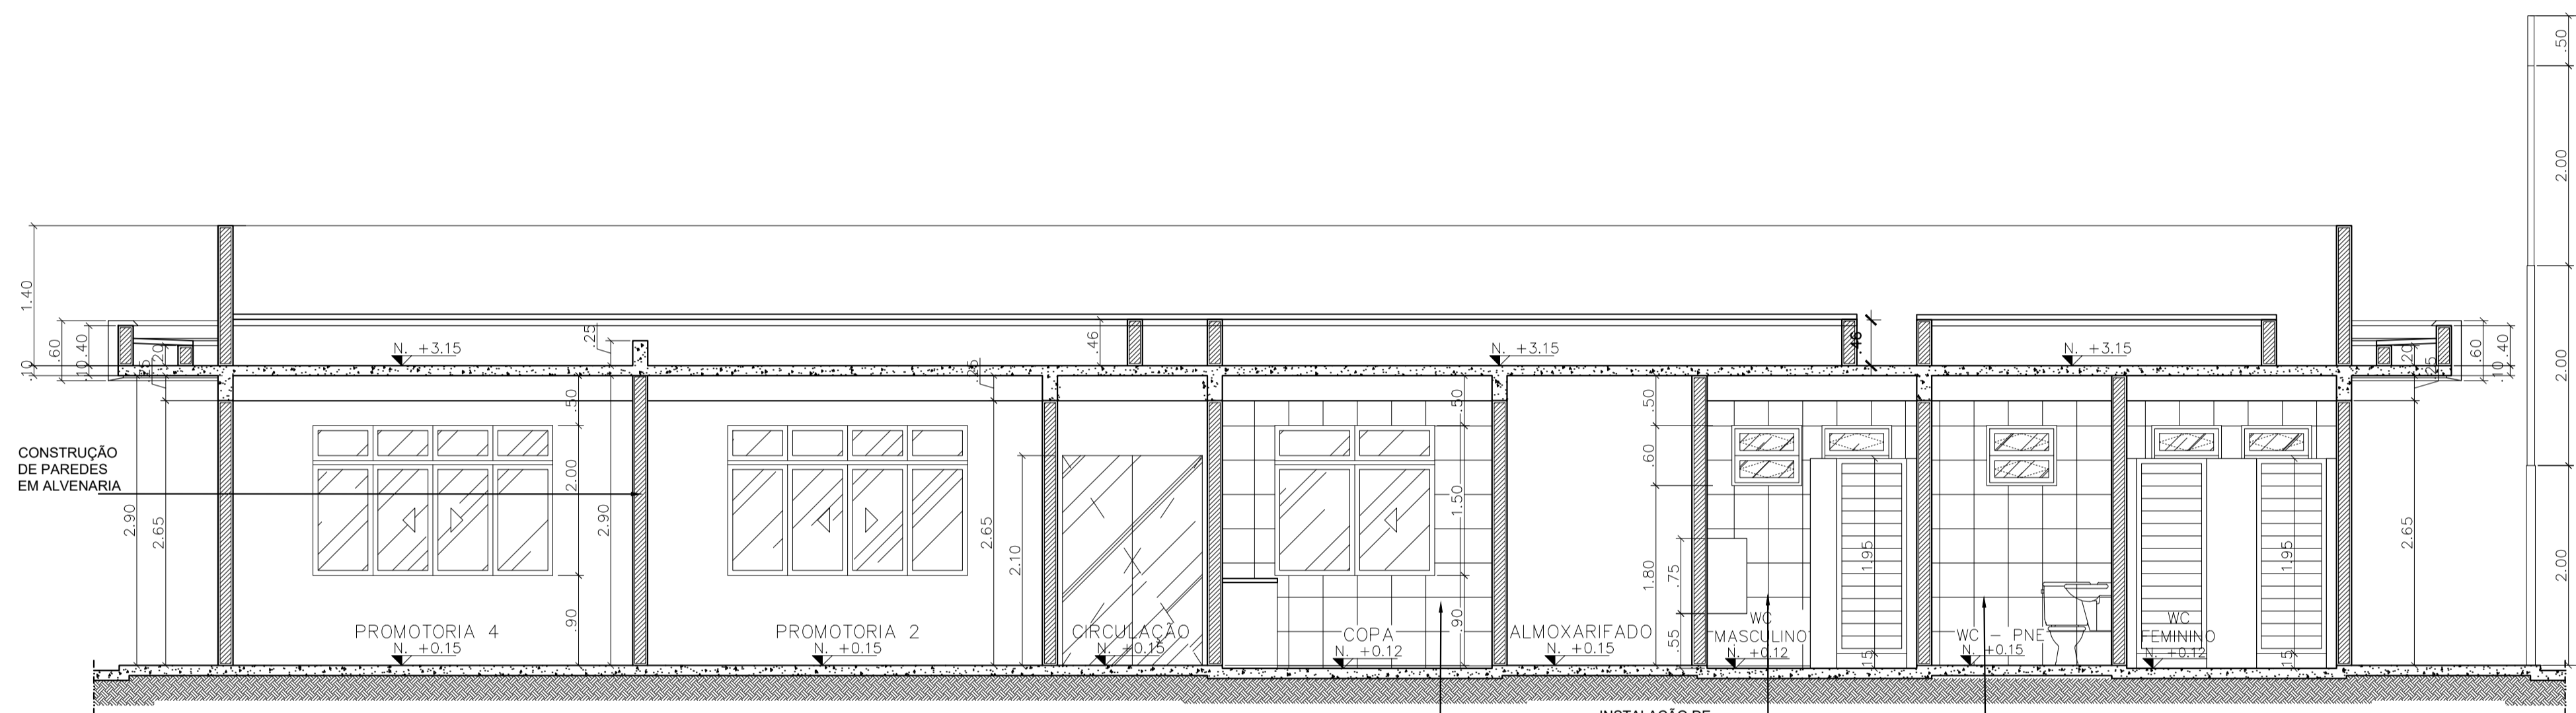 .50
2.00
2.00
2.00
1.40
.10
.60
.40
10
.20
.25
N. +3.15
.25
.46
N. +3.15
.46
N. +3.15
.20
.25
.60
.40
.10
CONSTRUÇÃO
DE PAREDES
EM ALVENARIA
2.90
2.65
.50
2.00
.90
2.90
.25
2.65
2.10
.50
1.50
.90
.50
.60
1.80
.75
.55
1.95
15
1.95
15
2.65
PROMOTORIA 4
N. +0.15
PROMOTORIA 2
N. +0.15
CIRCULAÇÃO
N. +0.15
COPA
N. +0.12
ALMOXARIFADO
N. +0.15
WC
MASCULINO
N. +0.12
WC - PNE
N. +0.15
WC
FEMININO
N. +0.12
INSTALAÇÃO DE